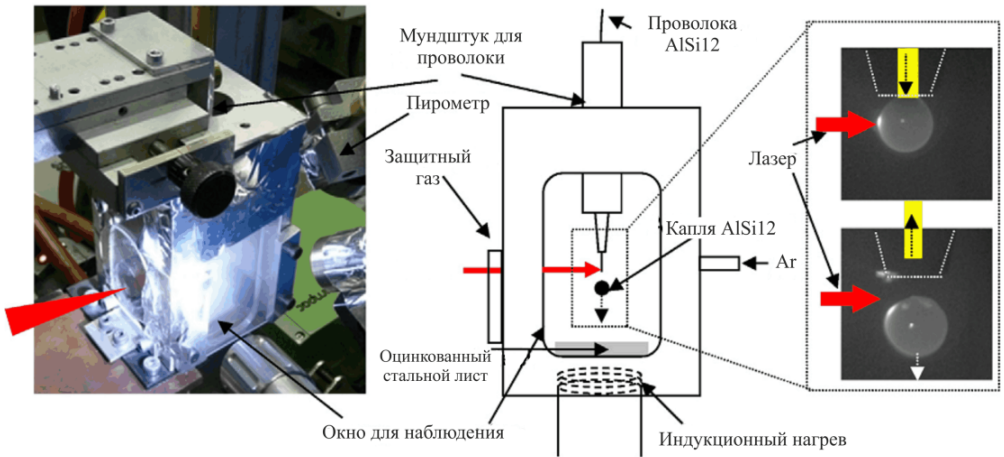 Проволока
AlSi12
Мундштук для
проволоки
Пирометр
Защитный
газ
Лазер
Капля AlSi12
Ar
Оцинкованный
стальной лист
Окно для наблюдения
Индукционный нагрев